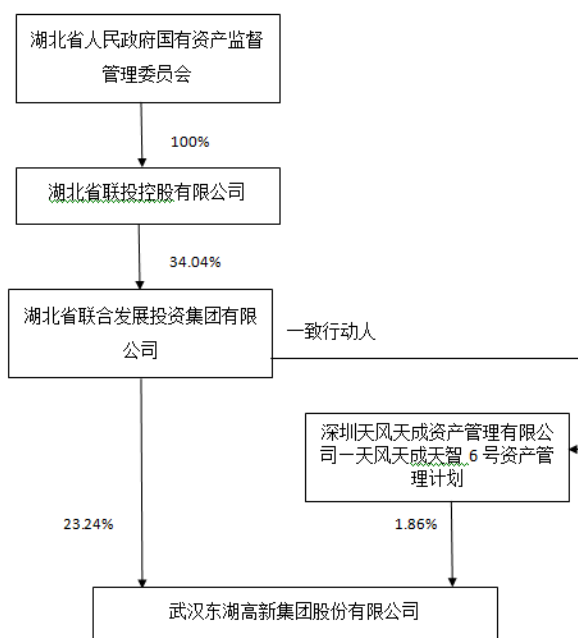 湖北省人民政府国有资产监督
管理委员会
100%
湖北省联投控股有限公司
34.04%
湖北省联合发展投资集团有限
公司
一致行动人
深圳天风天成资产管理有限公
司—天风天成天智 6 号资产管
理计划
23.24%
1.86%
武汉东湖高新集团股份有限公司